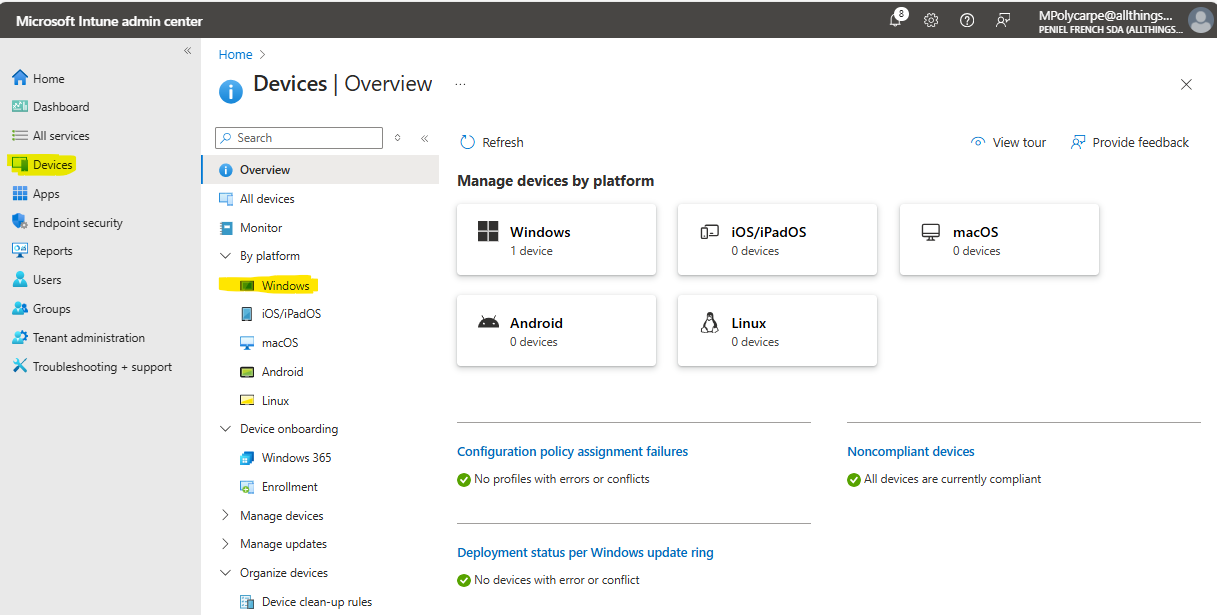 Microsoft Intune admin center
8
MPolycarpe@allthings...
PENIEL FRENCH SDA (ALLTHINGS...
Home
Dashboard
All services
Devices
Apps
Endpoint security
Reports
Users
Groups
Tenant administration
Troubleshooting + support
Home
Devices | Overview
...
Search
Overview
All devices
Monitor
By platform
Windows
iOS/iPadOS
macOS
Android
Linux
Device onboarding
Windows 365
Enrollment
Manage devices
Manage updates
Organize devices
Device clean-up rules
Refresh
View tour
Provide feedback
Manage devices by platform
Windows
1 device
iOS/iPadOS
0 devices
macOS
0 devices
Android
0 devices
Linux
0 devices
Configuration policy assignment failures
No profiles with errors or conflicts
Noncompliant devices
All devices are currently compliant
Deployment status per Windows update ring
No devices with error or conflict